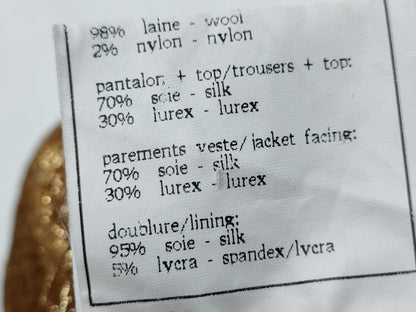 98% laine - wool
2% nylon - nylon
pantalon + top/trousers + top:
70% soie - silk
30% lurex - lurex
parements veste/jacket facing:
70% soie - silk
30% lurex - lurex
doublure/lining:
95% soie - silk
5% lycra - spandex/lycra